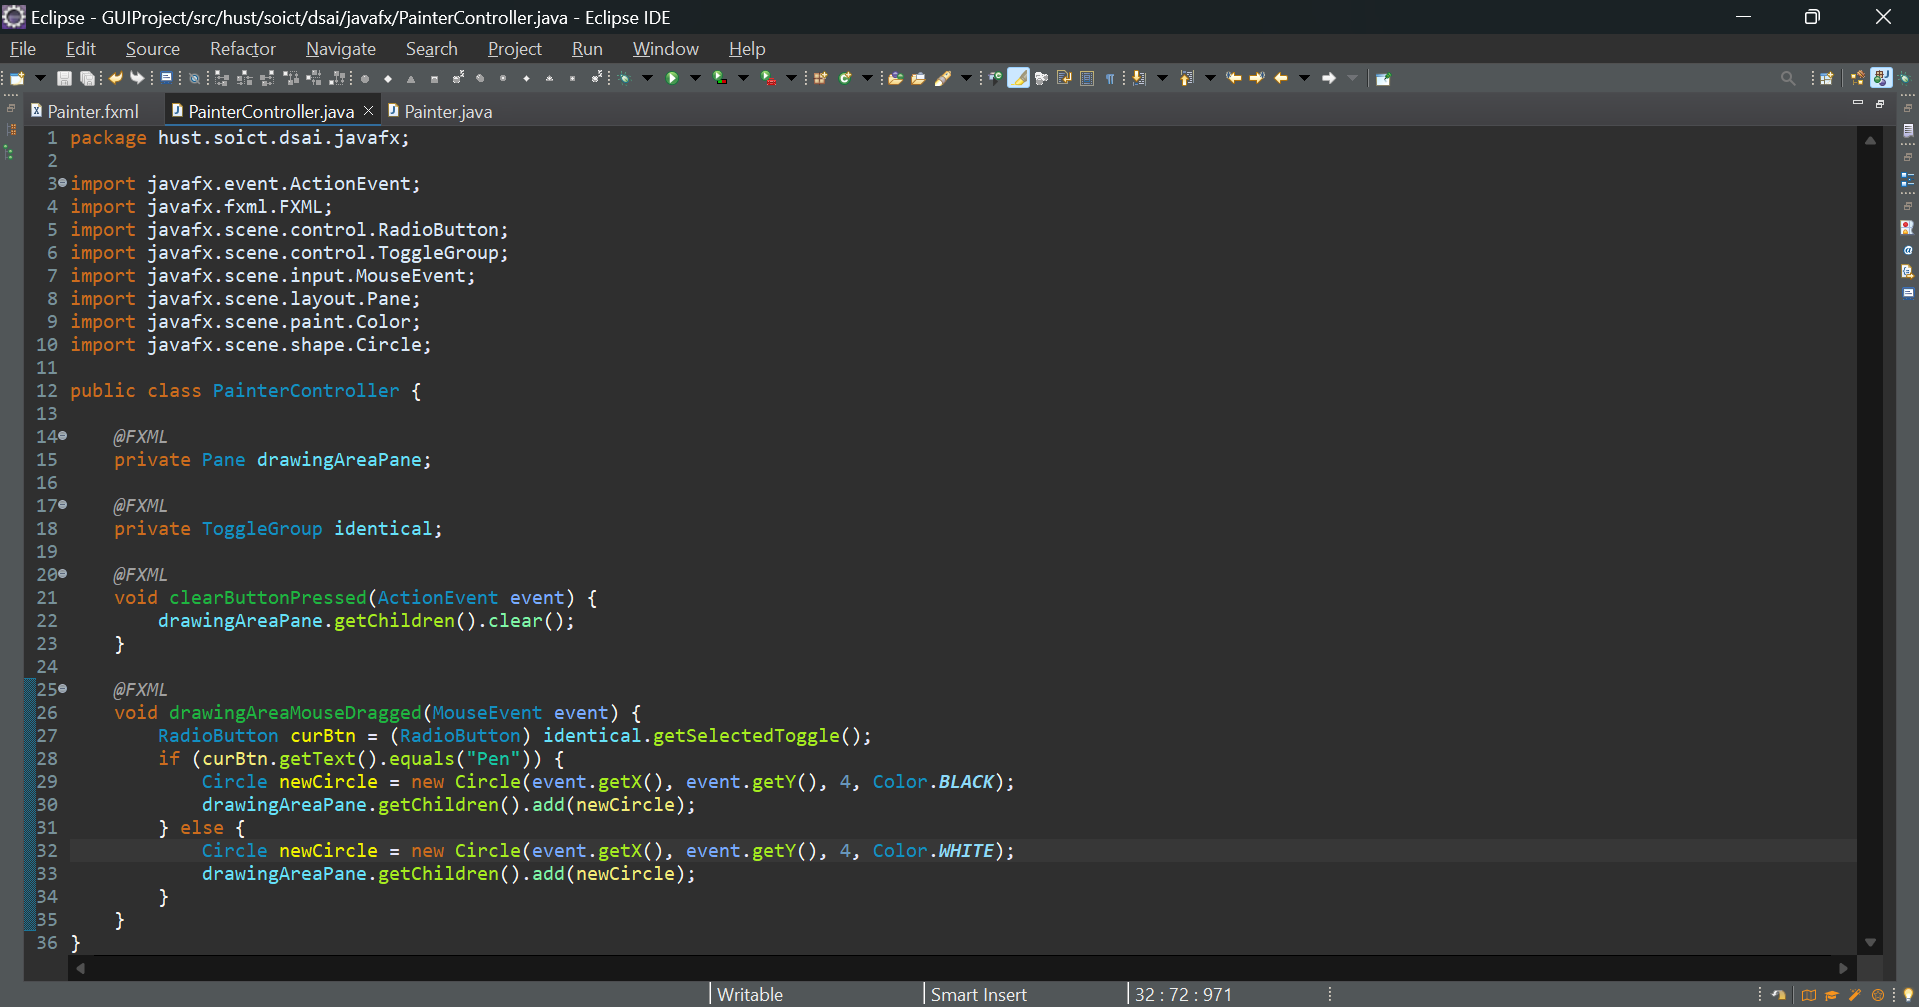 Eclipse - GUIProject/src/hust/soict/dsai/javafx/PainterController.java - Eclipse IDE
File Edit Source Refactor Navigate Search Project Run Window Help
Painter.fxml PainterController.java Painter.java
1 package hust.soict.dsai.javafx;
2
3 import javafx.event.ActionEvent;
4 import javafx.fxml.FXML;
5 import javafx.scene.control.RadioButton;
6 import javafx.scene.control.ToggleGroup;
7 import javafx.scene.input.MouseEvent;
8 import javafx.scene.layout.Pane;
9 import javafx.scene.paint.Color;
10 import javafx.scene.shape.Circle;
11
12 public class PainterController {
13
14 @FXML
15 private Pane drawingAreaPane;
16
17 @FXML
18 private ToggleGroup identical;
19
20 @FXML
21 void clearButtonPressed(ActionEvent event) {
22 drawingAreaPane.getChildren().clear();
23 }
24
25 @FXML
26 void drawingAreaMouseDragged(MouseEvent event) {
27 RadioButton curBtn = (RadioButton) identical.getSelectedToggle();
28 if (curBtn.getText().equals("Pen")) {
29 Circle newCircle = new Circle(event.getX(), event.getY(), 4, Color.BLACK);
30 drawingAreaPane.getChildren().add(newCircle);
31 } else {
32 Circle newCircle = new Circle(event.getX(), event.getY(), 4, Color.WHITE);
33 drawingAreaPane.getChildren().add(newCircle);
34 }
35 }
36 }
Writable Smart Insert 32 : 72 : 971